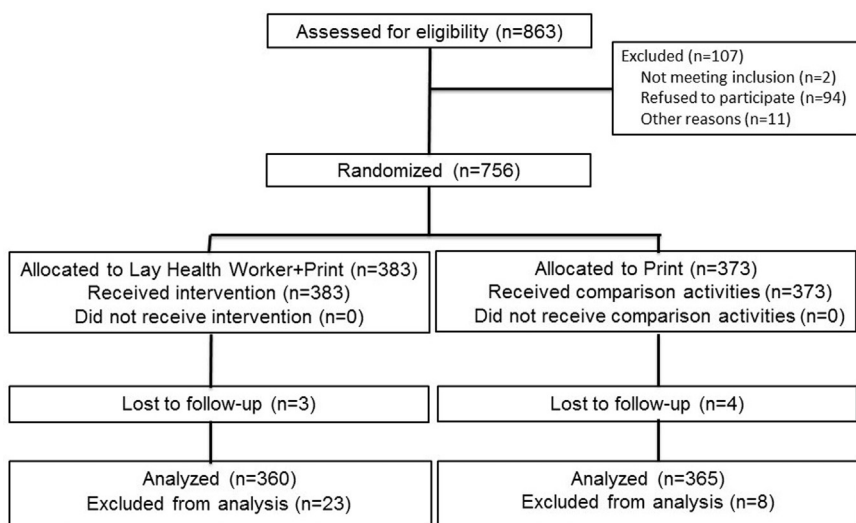 Assessed for eligibility (n=863)
Excluded (n=107)
Not meeting inclusion (n=2)
Refused to participate (n=94)
Other reasons (n=11)
Randomized (n=756)
Allocated to Lay Health Worker+Print (n=383)
Received intervention (n=383)
Did not receive intervention (n=0)
Allocated to Print (n=373)
Received comparison activities (n=373)
Did not receive comparison activities (n=0)
Lost to follow-up (n=3)
Lost to follow-up (n=4)
Analyzed (n=360)
Excluded from analysis (n=23)
Analyzed (n=365)
Excluded from analysis (n=8)